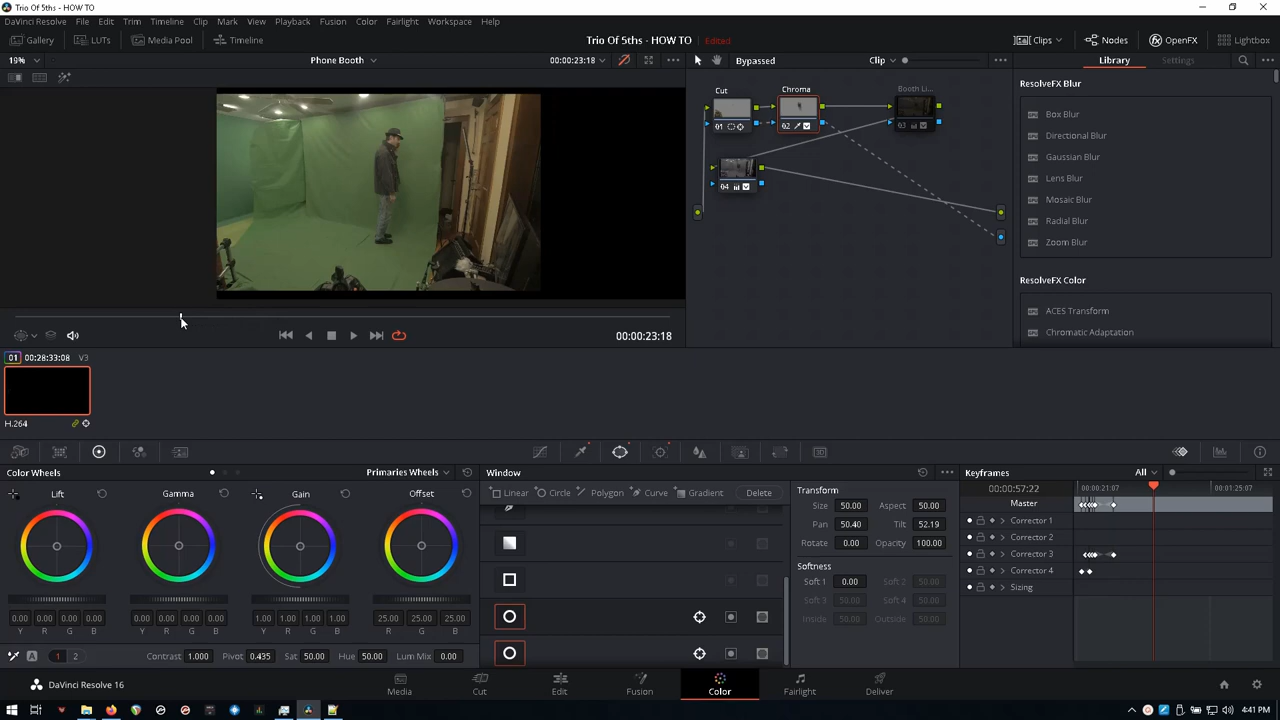 Trio Of 5ths - HOW TO
DaVinci Resolve File Edit Trim Timeline Clip Mark View Playback Fusion Color Fairlight Workspace Help
Gallery LUTs Media Pool Timeline Trio Of 5ths - HOW TO Edited Clips Nodes OpenFX Lightbox
19% Phone Booth 00:00:23:18 Bypassed Clip Library Settings
ResolveFX Blur
Box Blur
Directional Blur
Gaussian Blur
Lens Blur
Mosaic Blur
Radial Blur
Zoom Blur
ResolveFX Color
ACES Transform
Chromatic Adaptation
Cut Chroma Booth Li...
01 02 03
04
00:00:23:18
01 00:28:33:08 V3
H.264
Color Wheels Primaries Wheels
Lift Gamma Gain Offset
0.00 0.00 0.00 0.00 0.00 0.00 0.00 0.00 1.00 1.00 1.00 1.00 25.00 25.00 25.00
Y R G B Y R G B Y R G B R G B
A 1 2 Contrast 1.000 Pivot 0.435 Sat 50.00 Hue 50.00 Lum Mix 0.00
Window
Linear Circle Polygon Curve Gradient Delete
Transform
Size 50.00 Aspect 50.00
Pan 50.40 Tilt 52.19
Rotate 0.00 Opacity 100.00
Softness
Soft 1 0.00 Soft 2 50.00
Soft 3 50.00 Soft 4 50.00
Inside 50.00 Outside 50.00
Keyframes All
00:00:57:22 00:00:21:07 00:01:25:07
Master
Corrector 1
Corrector 2
Corrector 3
Corrector 4
Sizing
DaVinci Resolve 16 Media Cut Edit Fusion Color Fairlight Deliver
4:41 PM